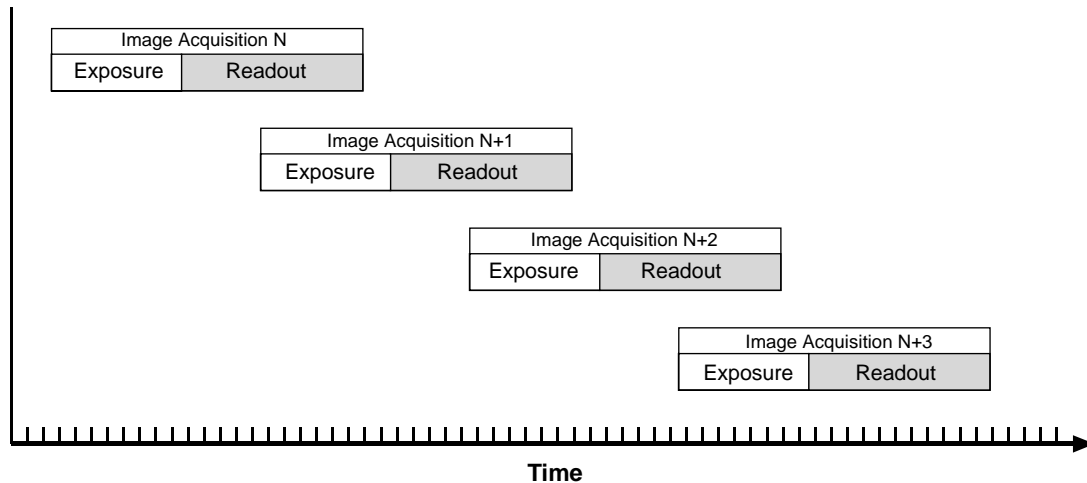 Image Acquisition N
Exposure Readout
Image Acquisition N+1
Exposure Readout
Image Acquisition N+2
Exposure Readout
Image Acquisition N+3
Exposure Readout
Time